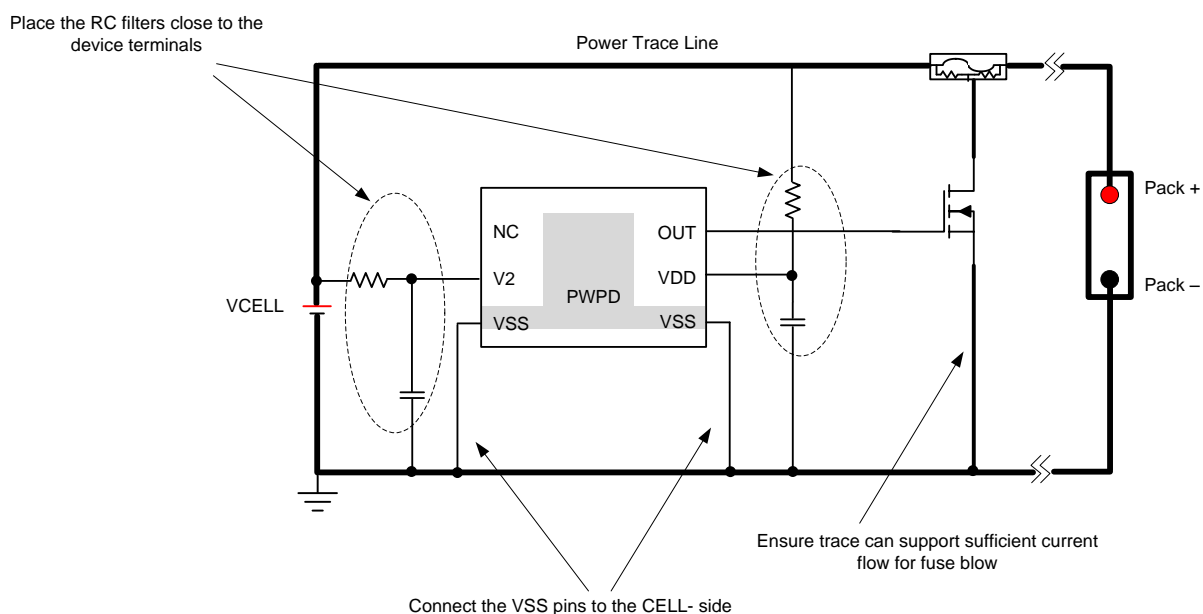 Place the RC filters close to the
device terminals
Power Trace Line
Pack +
NC
OUT
V2
VDD
Pack –
VCELL
PWPD
VSS
VSS
Ensure trace can support sufficient current
flow for fuse blow
Connect the VSS pins to the CELL- side